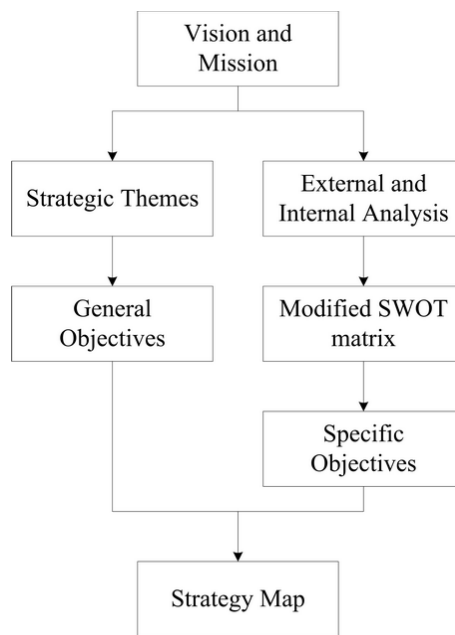 Vision and
Mission
Strategic Themes
External and
Internal Analysis
General
Objectives
Modified SWOT
matrix
Specific
Objectives
Strategy Map